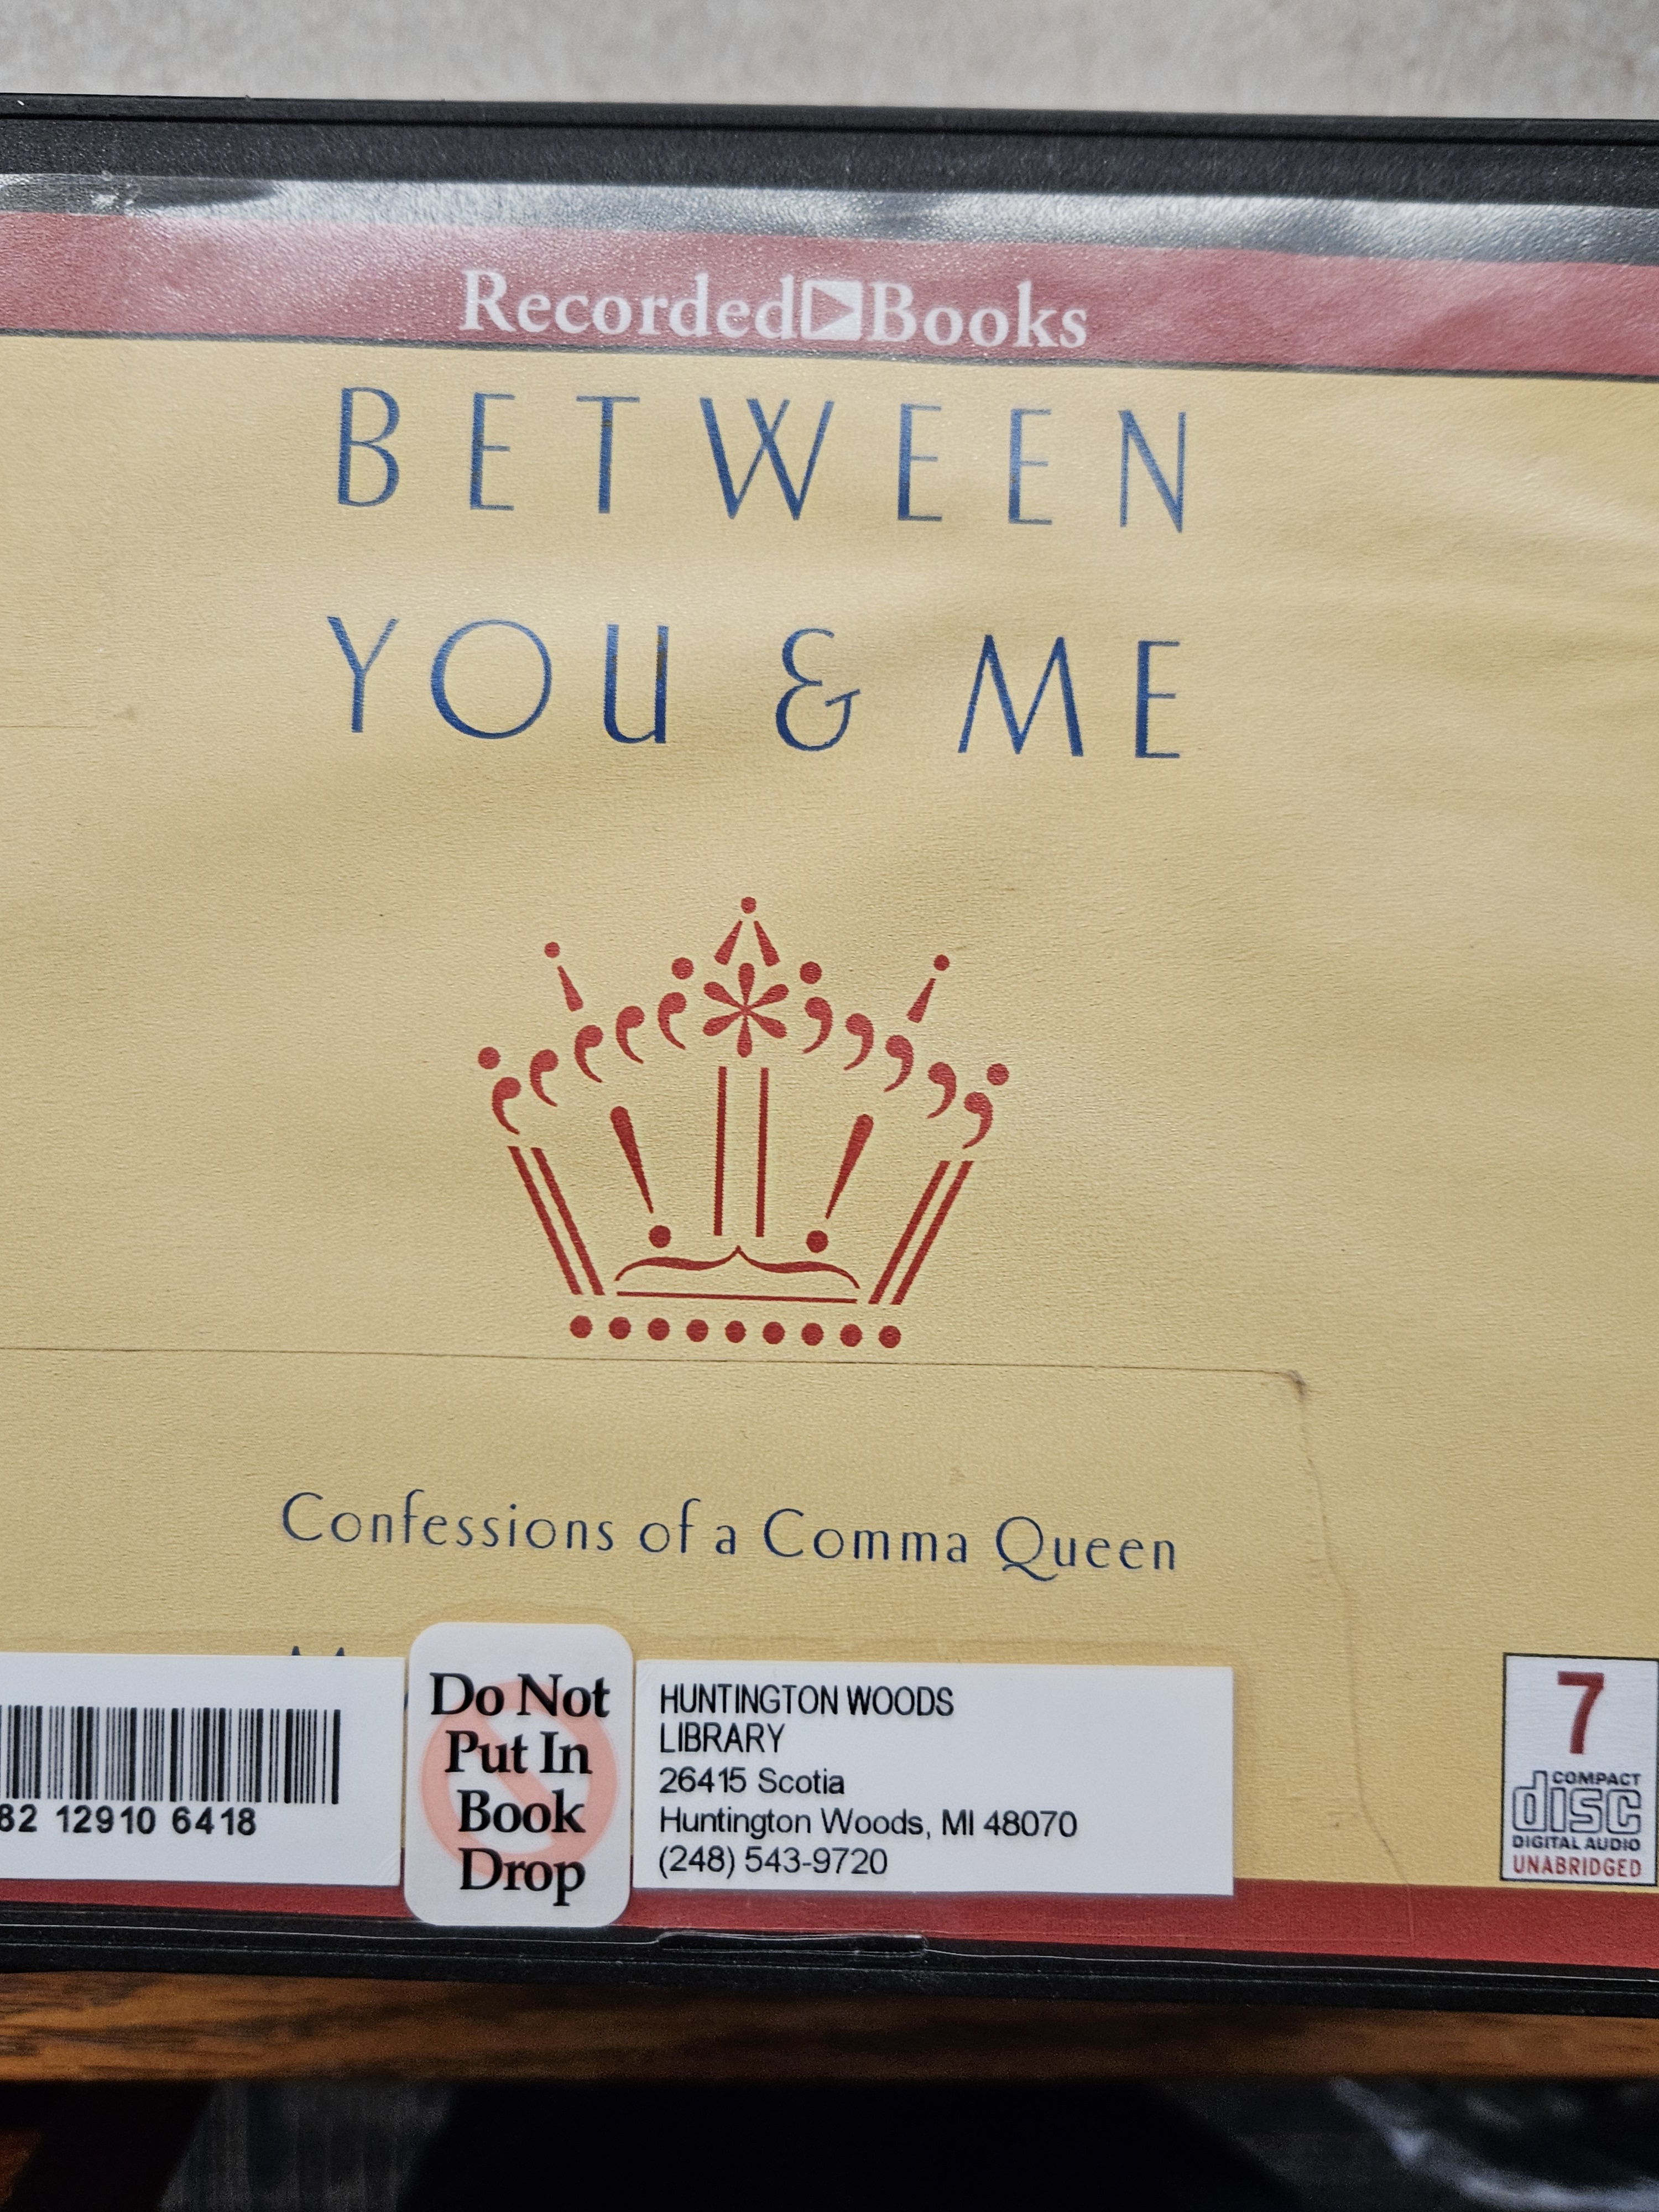 Recorded Books
BETWEEN
YOU & ME
Confessions of a Comma Queen
82 12910 6418
Do Not
Put In
Book
Drop
HUNTINGTON WOODS
LIBRARY
26415 Scotia
Huntington Woods, MI 48070
(248) 543-9720
7
COMPACT
disc
DIGITAL AUDIO
UNABRIDGED